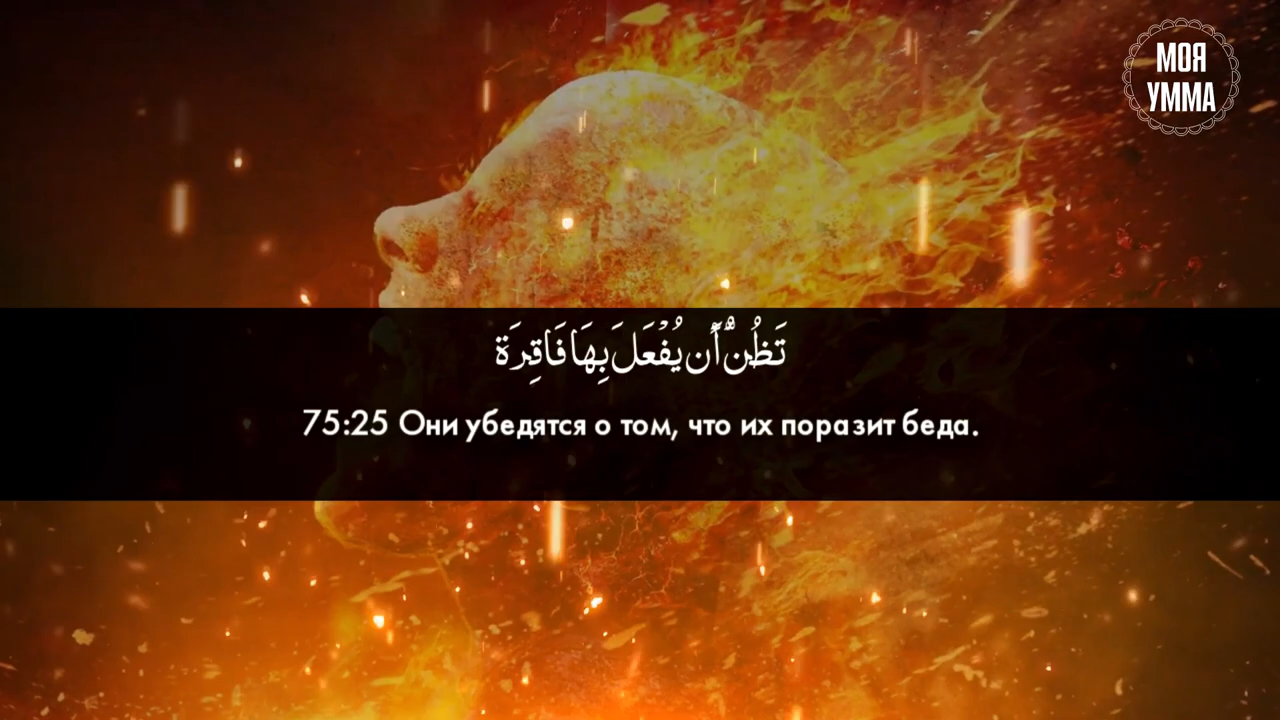 МОЯ
УММА
تَظُنُّ أَن يُفْعَلَ بِهَا فَاقِرَةٌ
75:25 Они убедятся о том, что их поразит беда.